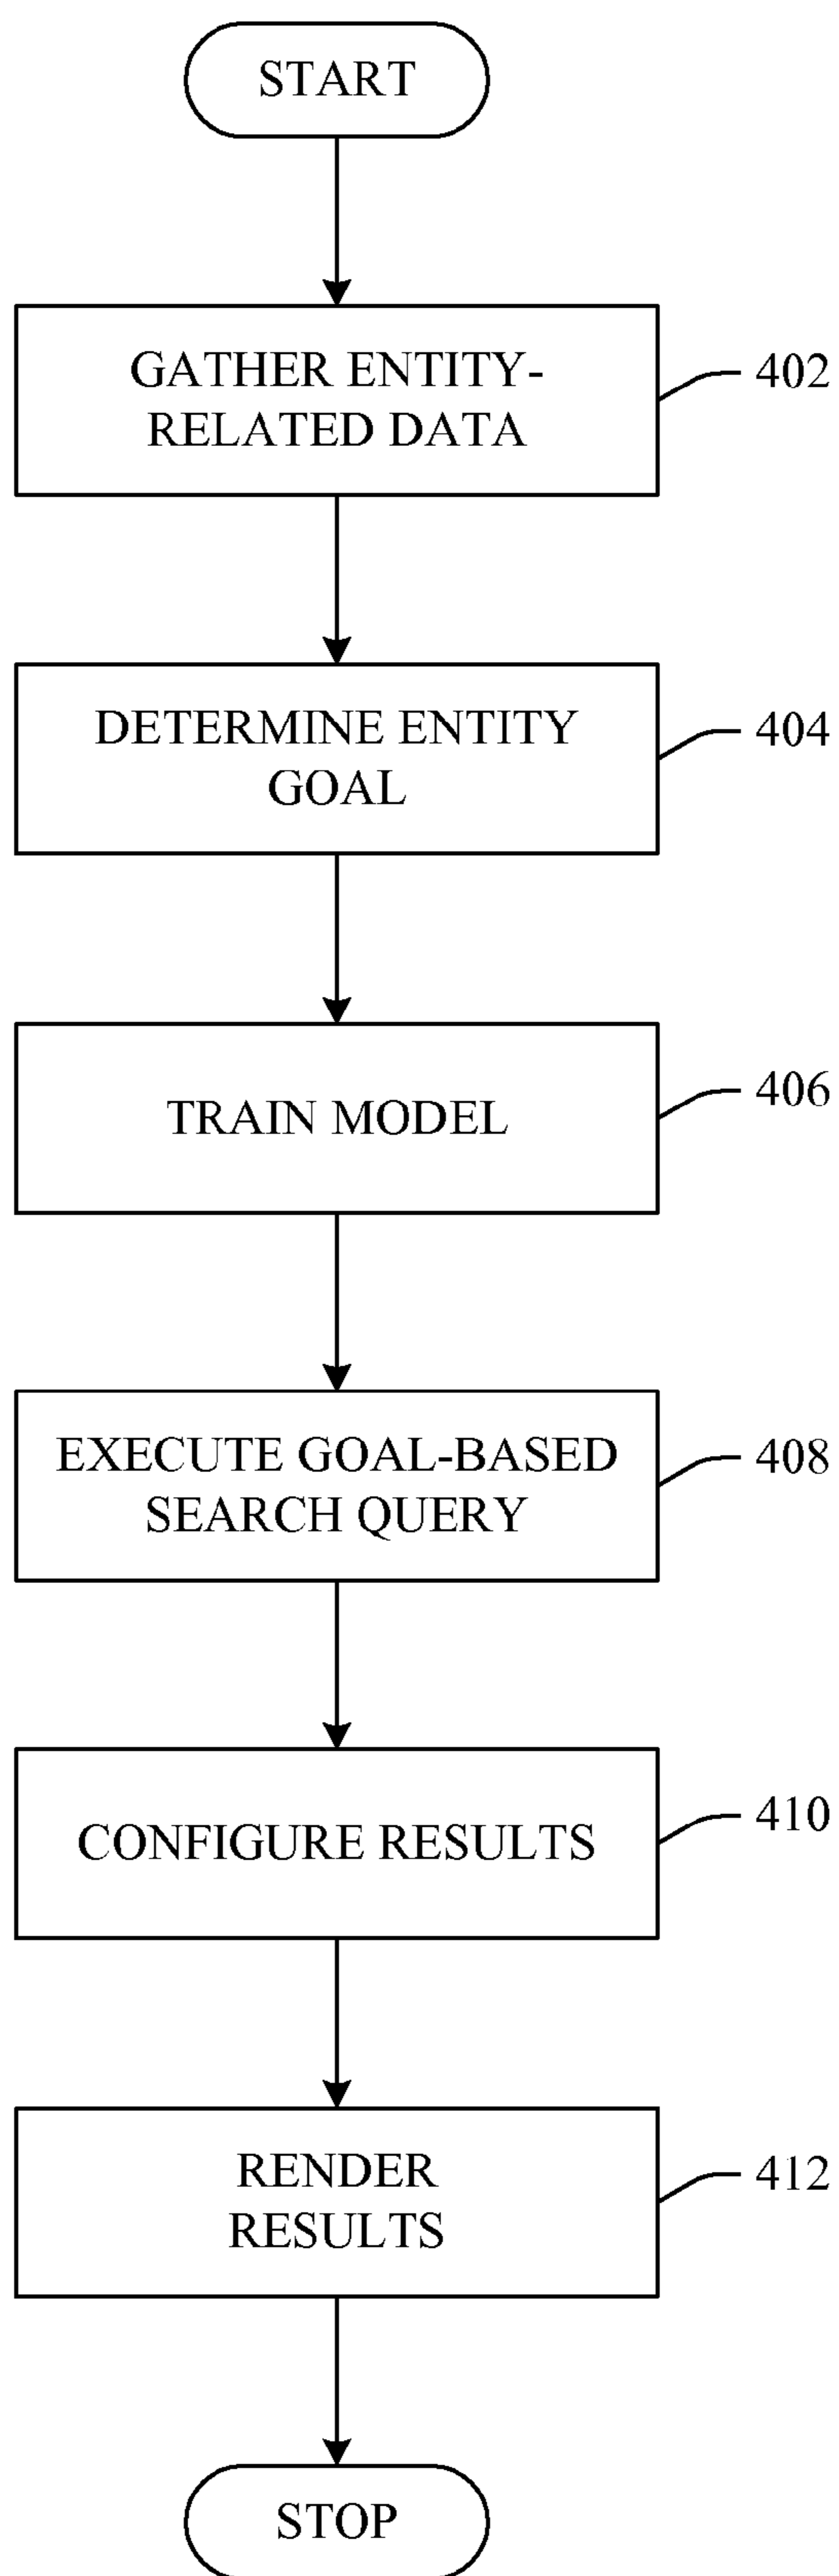 START
GATHER ENTITY-
RELATED DATA
402
DETERMINE ENTITY
GOAL
404
TRAIN MODEL
406
EXECUTE GOAL-BASED
SEARCH QUERY
408
CONFIGURE RESULTS
410
RENDER
RESULTS
412
STOP